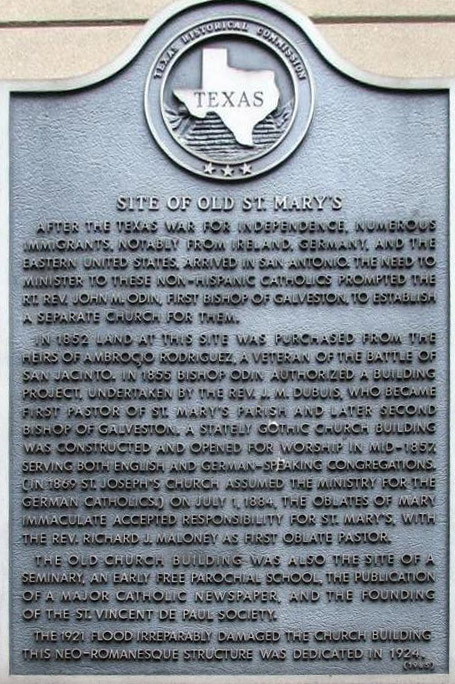 TEXAS HISTORICAL COMMISSION
TEXAS
SITE OF OLD ST. MARY'S
AFTER THE TEXAS WAR FOR INDEPENDENCE, NUMEROUS
IMMIGRANTS, NOTABLY FROM IRELAND, GERMANY, AND THE
EASTERN UNITED STATES, ARRIVED IN SAN ANTONIO. THE NEED TO
MINISTER TO THESE NON-HISPANIC CATHOLICS PROMPTED THE
RT. REV. JOHN M. ODIN, FIRST BISHOP OF GALVESTON, TO ESTABLISH
A SEPARATE CHURCH FOR THEM.
IN 1852 LAND AT THIS SITE WAS PURCHASED FROM THE
HEIRS OF AMBROCIO RODRIGUEZ, A VETERAN OF THE BATTLE OF
SAN JACINTO. IN 1855 BISHOP ODIN AUTHORIZED A BUILDING
PROJECT, UNDERTAKEN BY THE REV. J. M. DUBUIS, WHO BECAME
FIRST PASTOR OF ST. MARY'S PARISH AND LATER SECOND
BISHOP OF GALVESTON. A STATELY GOTHIC CHURCH BUILDING
WAS CONSTRUCTED AND OPENED FOR WORSHIP IN MID-1857,
SERVING BOTH ENGLISH AND GERMAN-SPEAKING CONGREGATIONS.
(IN 1869 ST. JOSEPH'S CHURCH ASSUMED THE MINISTRY FOR THE
GERMAN CATHOLICS.) ON JULY 1, 1884, THE OBLATES OF MARY
IMMACULATE ACCEPTED RESPONSIBILITY FOR ST. MARY'S, WITH
THE REV. RICHARD J. MALONEY AS FIRST OBLATE PASTOR.
THE OLD CHURCH BUILDING WAS ALSO THE SITE OF A
SEMINARY, AN EARLY FREE PAROCHIAL SCHOOL, THE PUBLICATION
OF A MAJOR CATHOLIC NEWSPAPER, AND THE FOUNDING
OF THE ST. VINCENT DE PAUL SOCIETY.
THE 1921 FLOOD IRREPARABLY DAMAGED THE CHURCH BUILDING.
THIS NEO-ROMANESQUE STRUCTURE WAS DEDICATED IN 1924.